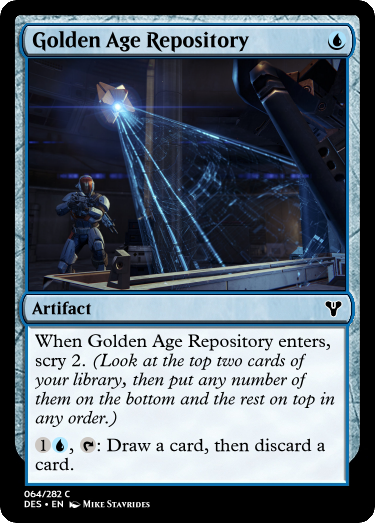 Golden Age Repository
Artifact
When Golden Age Repository enters,
scry 2. (Look at the top two cards of
your library, then put any number of
them on the bottom and the rest on top in
any order.)
1, : Draw a card, then discard a
card.
064/282 C
DES • EN Mike Stavrides